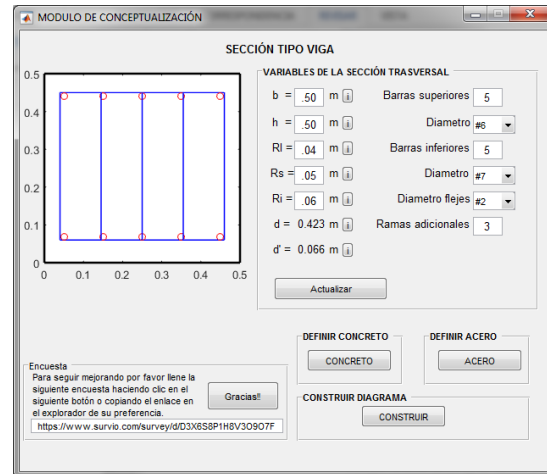 MODULO DE CONCEPTUALIZACIÓN
SECCIÓN TIPO VIGA
VARIABLES DE LA SECCIÓN TRASVERSAL
0.5
0.4
0.3
0.2
0.1
0
0 0.1 0.2 0.3 0.4 0.5
b = .50 m i Barras superiores 5
h = .50 m i Diametro #6
Rl = .04 m i Barras inferiores 5
Rs = .05 m i Diametro #7
Ri = .06 m i Diametro flejes #2
d = 0.423 m i Ramas adicionales 3
d' = 0.066 m i
Actualizar
DEFINIR CONCRETO
CONCRETO
DEFINIR ACERO
ACERO
Encuesta
Para seguir mejorando por favor llene la
siguiente encuesta haciendo clic en el
siguiente botón o copiando el enlace en
el explorador de su preferencia.
Gracias!!
https://www.survio.com/survey/d/D3X6S8P1H8V3O9O7F
CONSTRUIR DIAGRAMA
CONSTRUIR